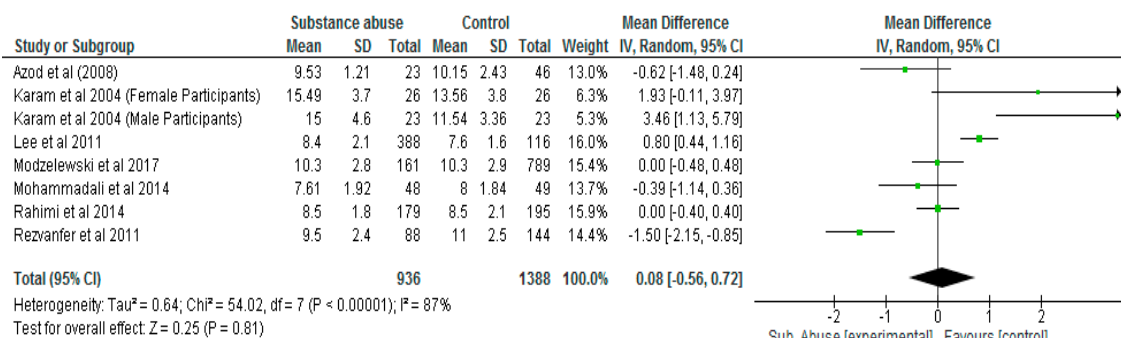 Substance abuse Control Mean Difference Mean Difference
Study or Subgroup Mean SD Total Mean SD Total Weight IV, Random, 95% CI IV, Random, 95% CI
Azod et al (2008) 9.53 1.21 23 10.15 2.43 46 13.0% -0.62 [-1.48, 0.24]
Karam et al 2004 (Female Participants) 15.49 3.7 26 13.56 3.8 26 6.3% 1.93 [-0.11, 3.97]
Karam et al 2004 (Male Participants) 15 4.6 23 11.54 3.36 23 5.3% 3.46 [1.13, 5.79]
Lee et al 2011 8.4 2.1 388 7.6 1.6 116 16.0% 0.80 [0.44, 1.16]
Modzelewski et al 2017 10.3 2.8 161 10.3 2.9 789 15.4% 0.00 [-0.48, 0.48]
Mohammadali et al 2014 7.61 1.92 48 8 1.84 49 13.7% -0.39 [-1.14, 0.36]
Rahimi et al 2014 8.5 1.8 179 8.5 2.1 195 15.9% 0.00 [-0.40, 0.40]
Rezvanfer et al 2011 9.5 2.4 88 11 2.5 144 14.4% -1.50 [-2.15, -0.85]
Total (95% CI) 936 1388 100.0% 0.08 [-0.56, 0.72]
Heterogeneity: Tau² = 0.64; Chi² = 54.02, df = 7 (P < 0.00001); I² = 87%
Test for overall effect: Z = 0.25 (P = 0.81)
-2 -1 0 1 2
Sub. Abuse [experimental] Favours [control]